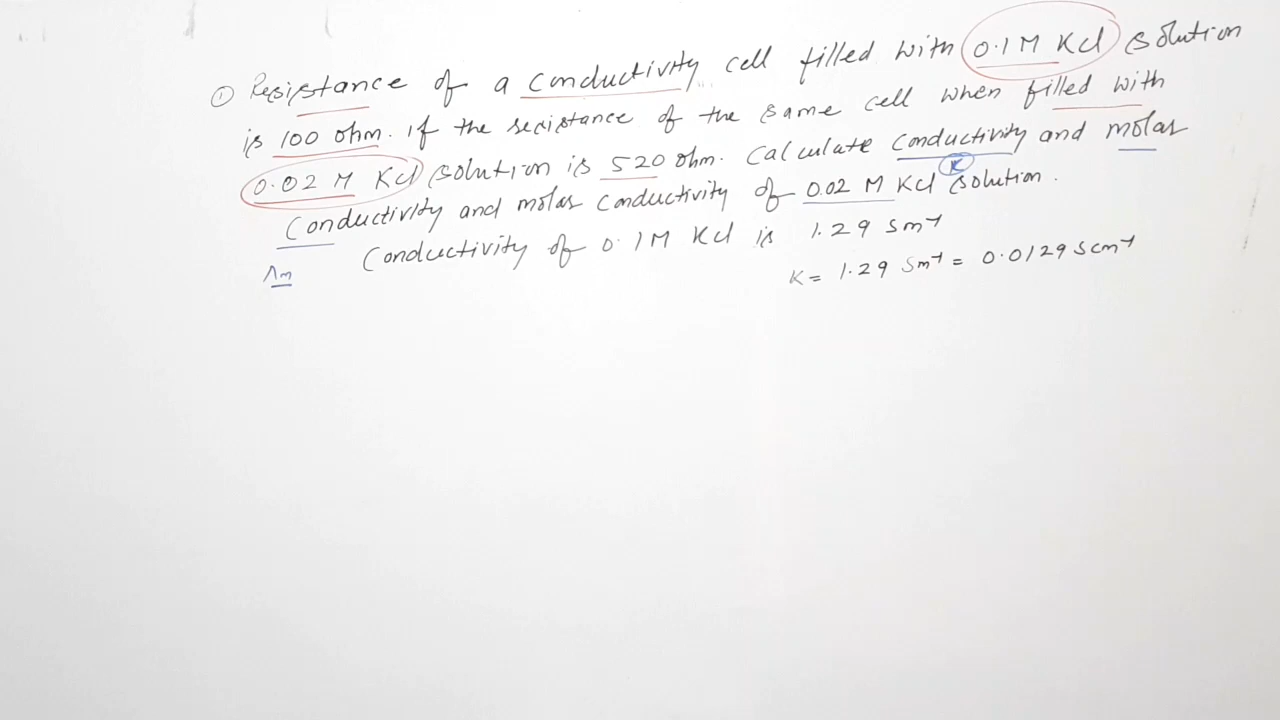 ① Resistance of a conductivity cell filled with 0.1 M KCl solution
is 100 ohm. if the resistance of the same cell when filled with
0.02 M KCl solution is 520 ohm. Calculate conductivity and molar
K
conductivity and molar conductivity of 0.02 M KCl solution.
Λm Conductivity of 0.1 M KCl is 1.29 Sm⁻¹
K = 1.29 Sm⁻¹ = 0.0129 S cm⁻¹